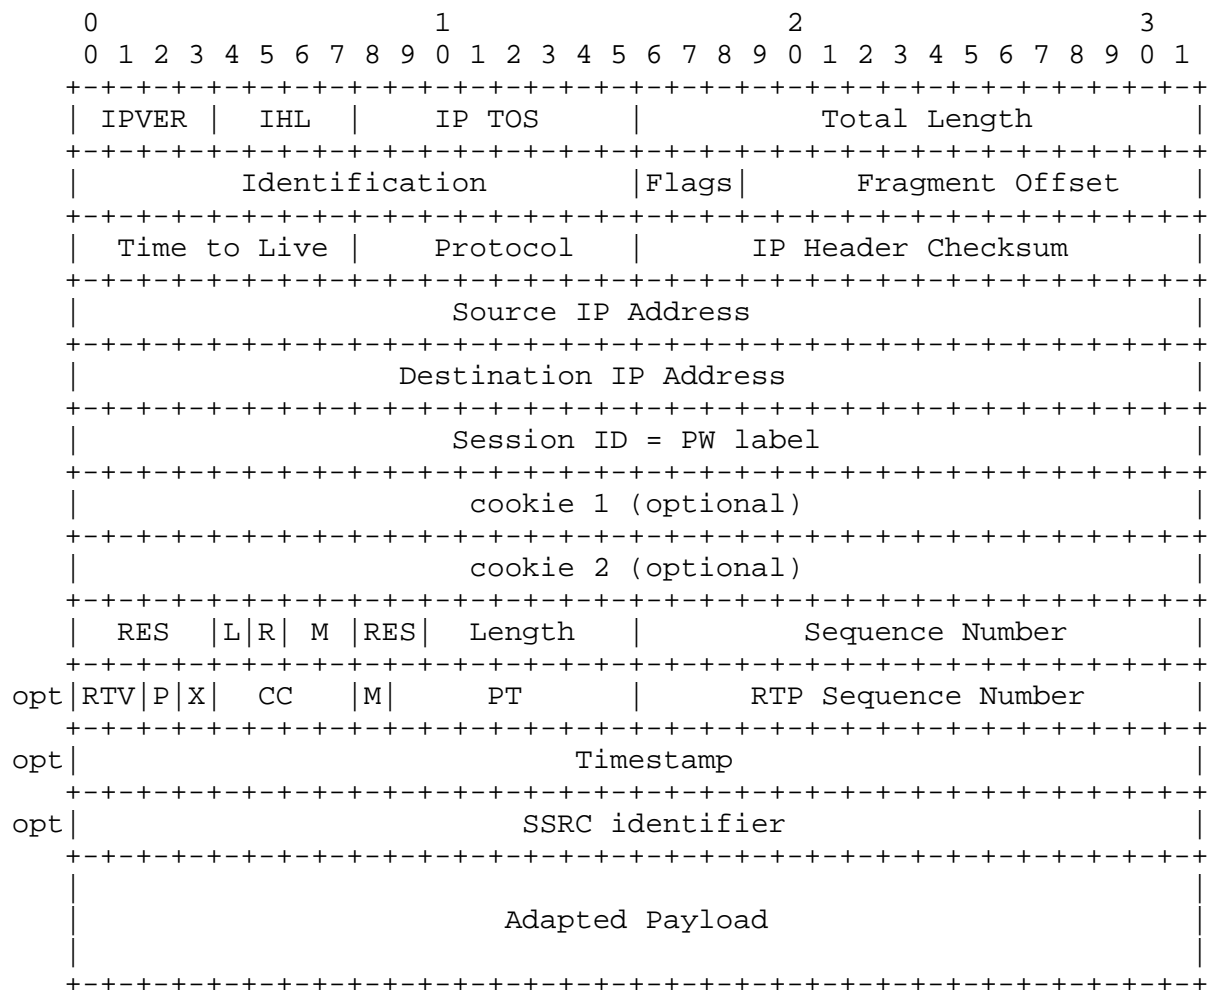 0                   1                   2                   3
 0 1 2 3 4 5 6 7 8 9 0 1 2 3 4 5 6 7 8 9 0 1 2 3 4 5 6 7 8 9 0 1
+-+-+-+-+-+-+-+-+-+-+-+-+-+-+-+-+-+-+-+-+-+-+-+-+-+-+-+-+-+-+-+-+
| IPVER |  IHL  |    IP TOS     |          Total Length         |
+-+-+-+-+-+-+-+-+-+-+-+-+-+-+-+-+-+-+-+-+-+-+-+-+-+-+-+-+-+-+-+-+
|         Identification        |Flags|      Fragment Offset    |
+-+-+-+-+-+-+-+-+-+-+-+-+-+-+-+-+-+-+-+-+-+-+-+-+-+-+-+-+-+-+-+-+
|  Time to Live |    Protocol   |      IP Header Checksum       |
+-+-+-+-+-+-+-+-+-+-+-+-+-+-+-+-+-+-+-+-+-+-+-+-+-+-+-+-+-+-+-+-+
|                     Source IP Address                         |
+-+-+-+-+-+-+-+-+-+-+-+-+-+-+-+-+-+-+-+-+-+-+-+-+-+-+-+-+-+-+-+-+
|                  Destination IP Address                       |
+-+-+-+-+-+-+-+-+-+-+-+-+-+-+-+-+-+-+-+-+-+-+-+-+-+-+-+-+-+-+-+-+
|                     Session ID = PW label                     |
+-+-+-+-+-+-+-+-+-+-+-+-+-+-+-+-+-+-+-+-+-+-+-+-+-+-+-+-+-+-+-+-+
|                      cookie 1 (optional)                      |
+-+-+-+-+-+-+-+-+-+-+-+-+-+-+-+-+-+-+-+-+-+-+-+-+-+-+-+-+-+-+-+-+
|                      cookie 2 (optional)                      |
+-+-+-+-+-+-+-+-+-+-+-+-+-+-+-+-+-+-+-+-+-+-+-+-+-+-+-+-+-+-+-+-+
|  RES  |L|R| M |RES|  Length   |         Sequence Number       |
+-+-+-+-+-+-+-+-+-+-+-+-+-+-+-+-+-+-+-+-+-+-+-+-+-+-+-+-+-+-+-+-+
opt|RTV|P|X|  CC   |M|     PT      |      RTP Sequence Number      |
+-+-+-+-+-+-+-+-+-+-+-+-+-+-+-+-+-+-+-+-+-+-+-+-+-+-+-+-+-+-+-+-+
opt|                            Timestamp                          |
+-+-+-+-+-+-+-+-+-+-+-+-+-+-+-+-+-+-+-+-+-+-+-+-+-+-+-+-+-+-+-+-+
opt|                         SSRC identifier                       |
+-+-+-+-+-+-+-+-+-+-+-+-+-+-+-+-+-+-+-+-+-+-+-+-+-+-+-+-+-+-+-+-+
|                                                               |
|                        Adapted Payload                        |
|                                                               |
+-+-+-+-+-+-+-+-+-+-+-+-+-+-+-+-+-+-+-+-+-+-+-+-+-+-+-+-+-+-+-+-+